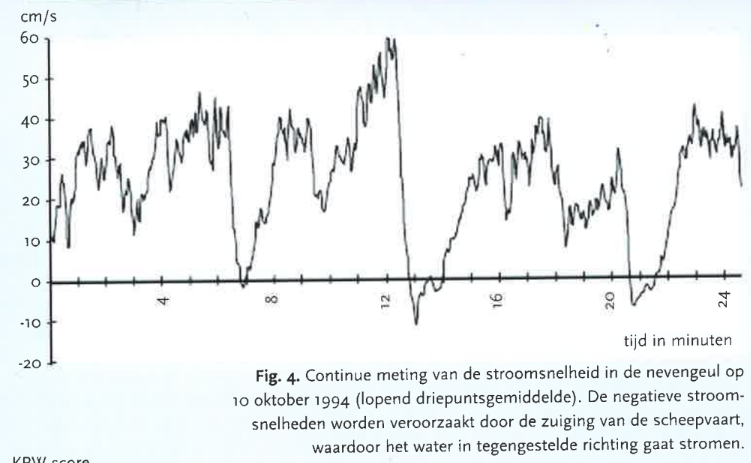 cm/s
60
50
40
30
20
10
0
-10
-20
4
8
12
16
20
24
tijd in minuten
Fig. 4. Continue meting van de stroomsnelheid in de nevengeul op
10 oktober 1994 (lopend driepuntsgemiddelde). De negatieve stroom-
snelheden worden veroorzaakt door de zuiging van de scheepvaart,
waardoor het water in tegengestelde richting gaat stromen.
KRW score